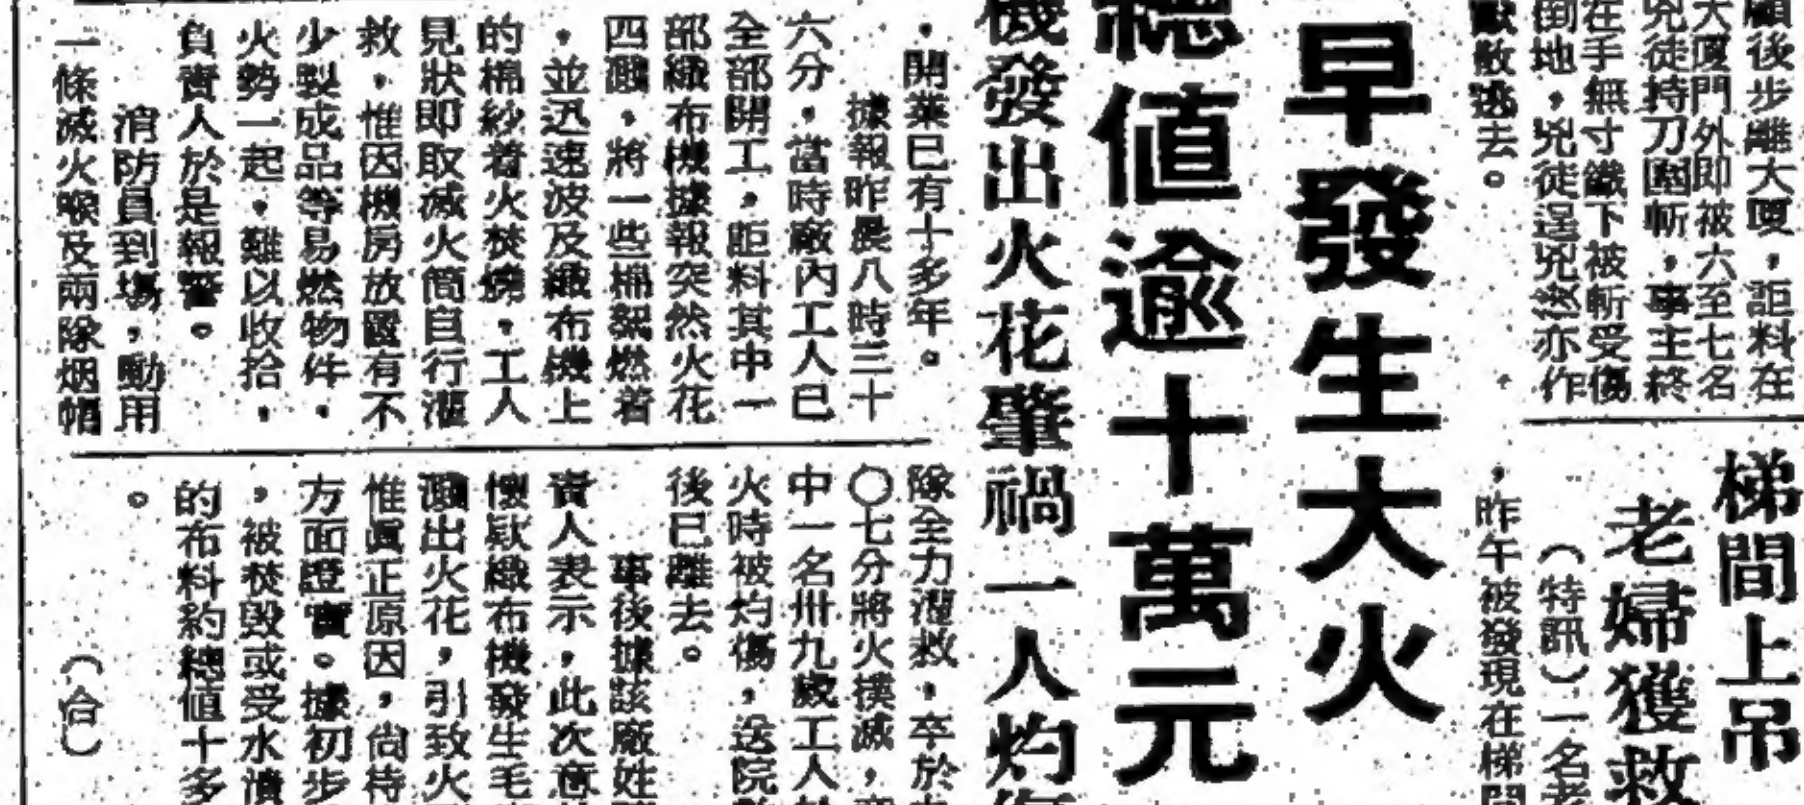 顧後步離大廈，詎料在
大廈門外即被六至七名
兇徒持刀圍斬，事主終
在手無寸鐵下被斬受傷
倒地，兇徒逞兇後亦作
獸散逃去。
梯間上吊
老婦獲救
（特訊）一名老
，昨午被發現在梯間
早發生大火
總值逾十萬元
機發出火花肇禍一人灼傷
，開業已有十多年。
據報昨晨八時三十
六分，當時廠內工人已
全部開工，詎料其中一
部織布機據報突然火花
四濺，將一些棉絮燃着
，並迅速波及織布機上
的棉紗着火焚燒，工人
見狀即取滅火筒自行灌
救，惟因機房放置有不
少製成品等易燃物件，
火勢一起，難以收拾，
負責人於是報警。
消防員到場，動用
一條滅火喉及兩隊烟帽
隊全力灌救，卒於
〇七分將火撲滅，
中一名卅九歲工人
火時被灼傷，送院
後已離去。
事後據該廠姓
責人表示，此次意
懷疑織布機發生毛
濺出火花，引致火
惟眞正原因，尙待
方面證實。據初步
，被焚毀或受水漬
的布料約總值十多
。
（合）